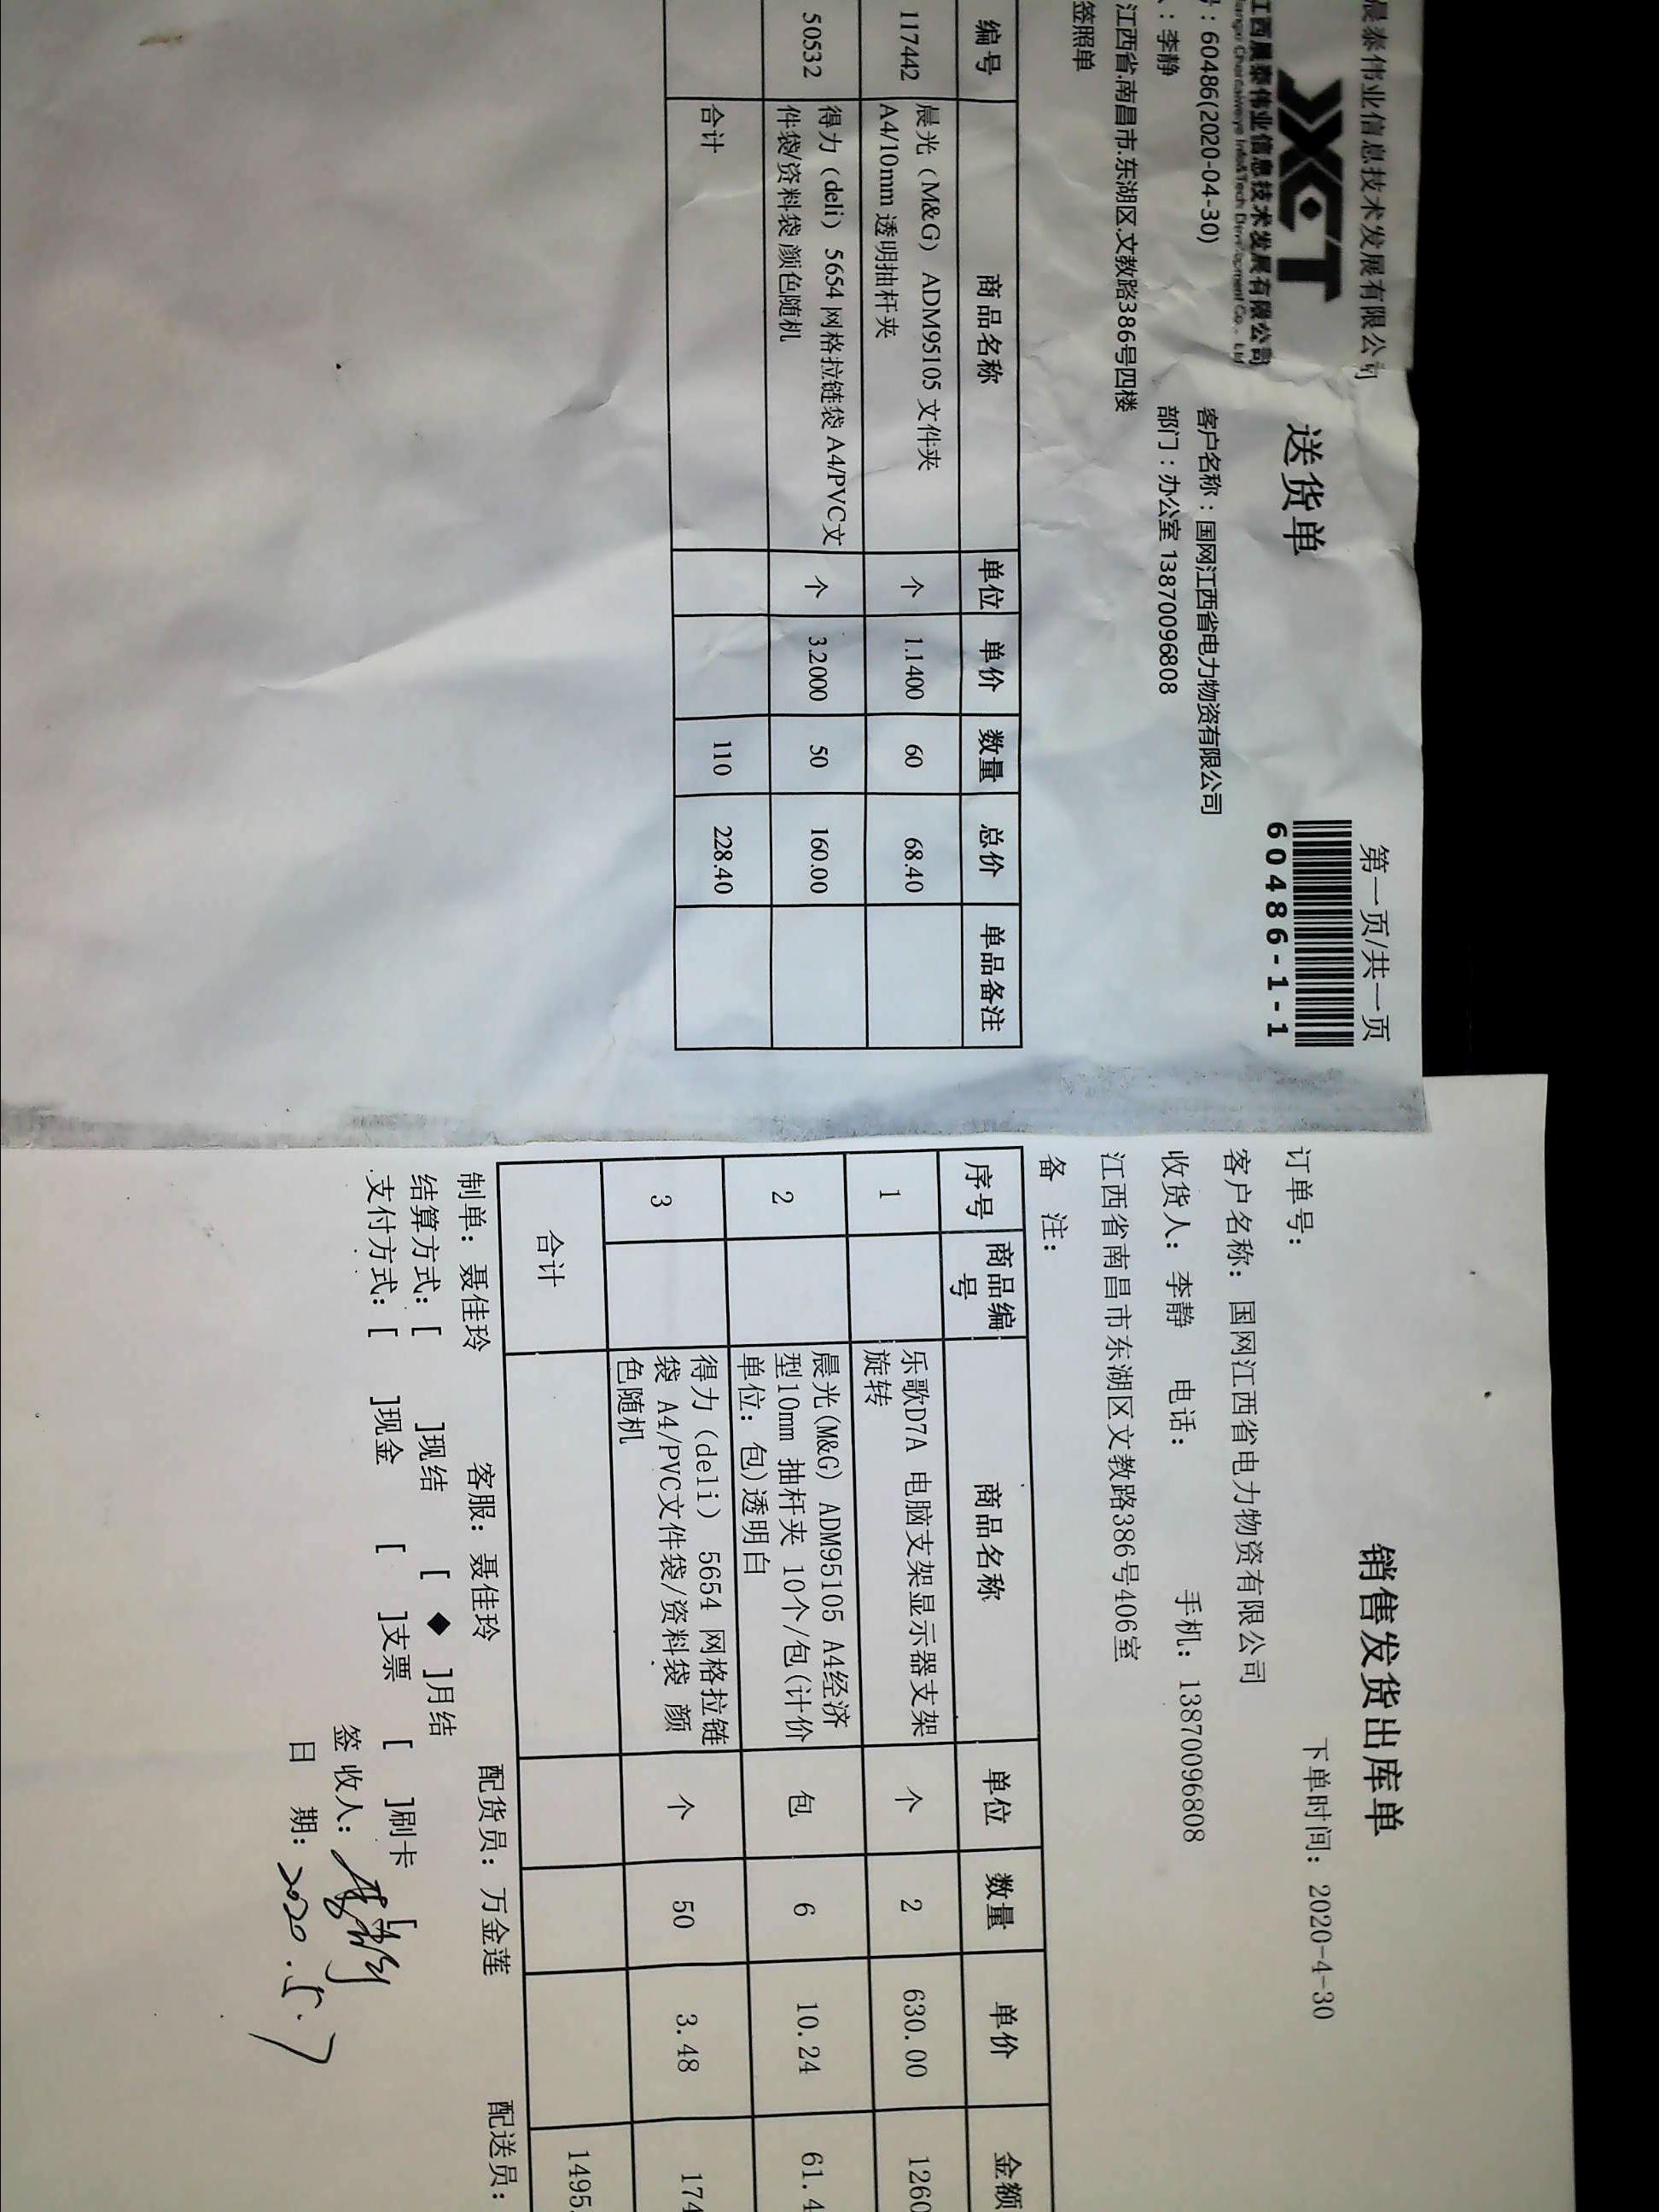 晨泰伟业信息技术发展有限公司
第一页/共一页
江西晨泰伟业信息技术发展有限公司
送货单
60486-1-1
号：60486(2020-04-30)
客户名称：国网江西省电力物资有限公司
：李静
部门：办公室 13870096808
江西省.南昌市.东湖区.文教路386号四楼
签照单
编号 商品名称 单位 单价 数量 总价 单品备注
117442 晨光（M&G）ADM95105 文件夹 个 1.1400 60 68.40
A4/10mm 透明抽杆夹
50532 得力（deli）5654 网格拉链袋 A4/PVC文 个 3.2000 50 160.00
件袋/资料袋 颜色随机
合计 110 228.40
销售发货出库单
订单号：
下单时间：2020-4-30
客户名称：国网江西省电力物资有限公司
收货人：李静 电话： 手机：13870096808
江西省南昌市东湖区文教路386号406室
备 注：
序号 商品编号 商品名称 单位 数量 单价 金额
1 乐歌D7A 电脑支架显示器支架 个 2 630.00 1260
旋转
2 晨光(M&G) ADM95105 A4经济 包 6 10.24 61.4
型10mm 抽杆夹 10个/包(计价
单位：包)透明白
3 得力（deli） 5654 网格拉链 个 50 3.48 174
袋 A4/PVC文件袋/资料袋 颜
色随机
合计 1495.
制单：聂佳玲 客服：聂佳玲 配货员：万金莲 配送员：
结算方式：[ ]现结 [ ◆ ]月结
支付方式：[ ]现金 [ ]支票 [ ]刷卡 [
签收人：李静
日 期：2020.5.7